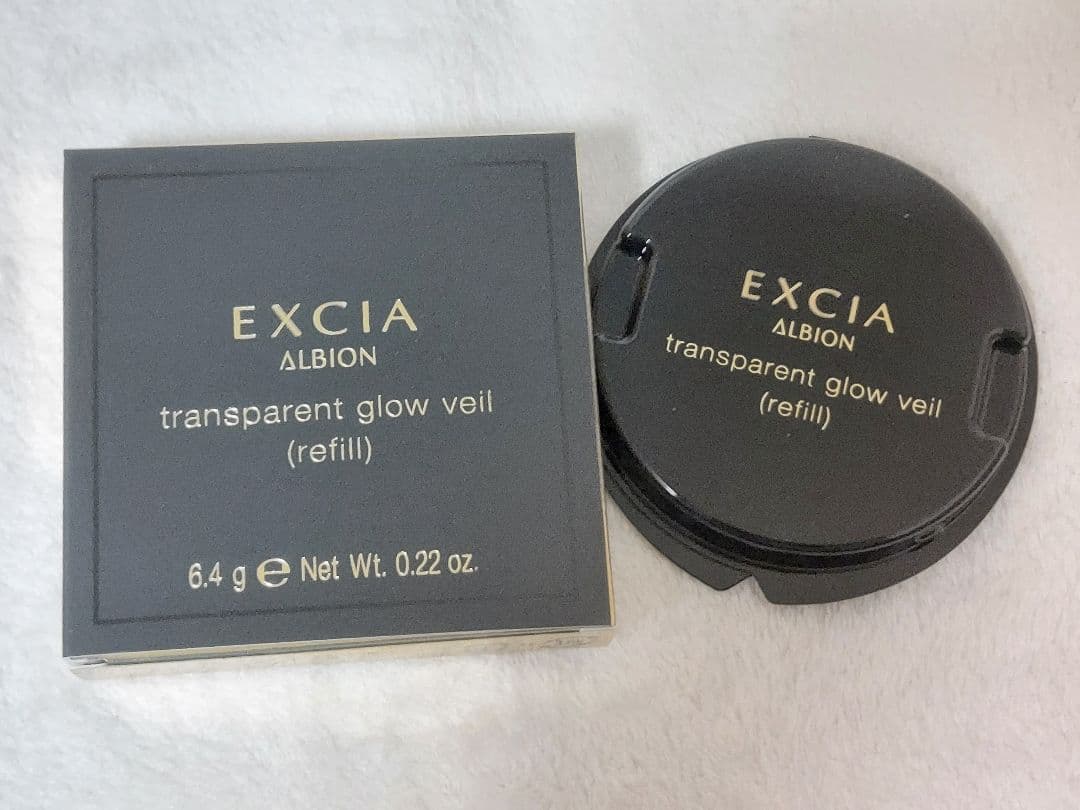 EXCIA
ALBION
transparent glow veil
(refill)
6.4 g ℮ Net Wt. 0.22 oz.
EXCIA
ALBION
transparent glow veil
(refill)